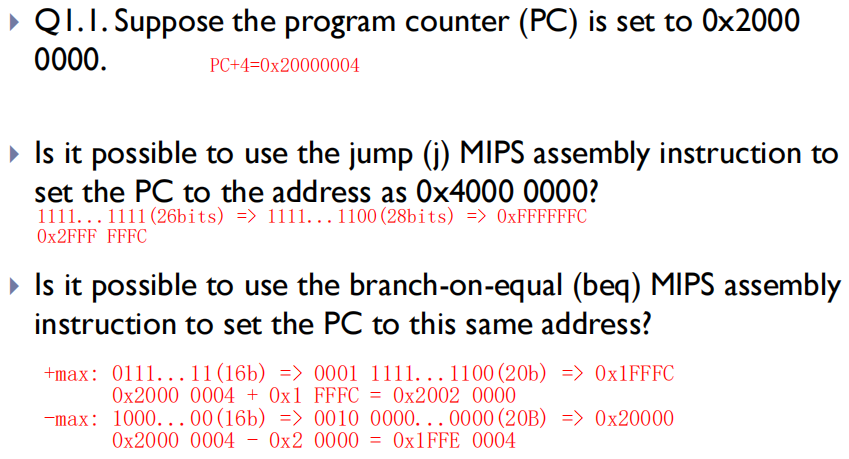 Q1.1. Suppose the program counter (PC) is set to 0x2000
0000.
PC+4=0x20000004
Is it possible to use the jump (j) MIPS assembly instruction to
set the PC to the address as 0x4000 0000?
1111...1111(26bits) => 1111...1100(28bits) => 0xFFFFFFC
0x2FFF FFFC
Is it possible to use the branch-on-equal (beq) MIPS assembly
instruction to set the PC to this same address?
+max: 0111...11(16b) => 0001 1111...1100(20b) => 0x1FFFC
0x2000 0004 + 0x1 FFFC = 0x2002 0000
-max: 1000...00(16b) => 0010 0000...0000(20B) => 0x20000
0x2000 0004 - 0x2 0000 = 0x1FFE 0004